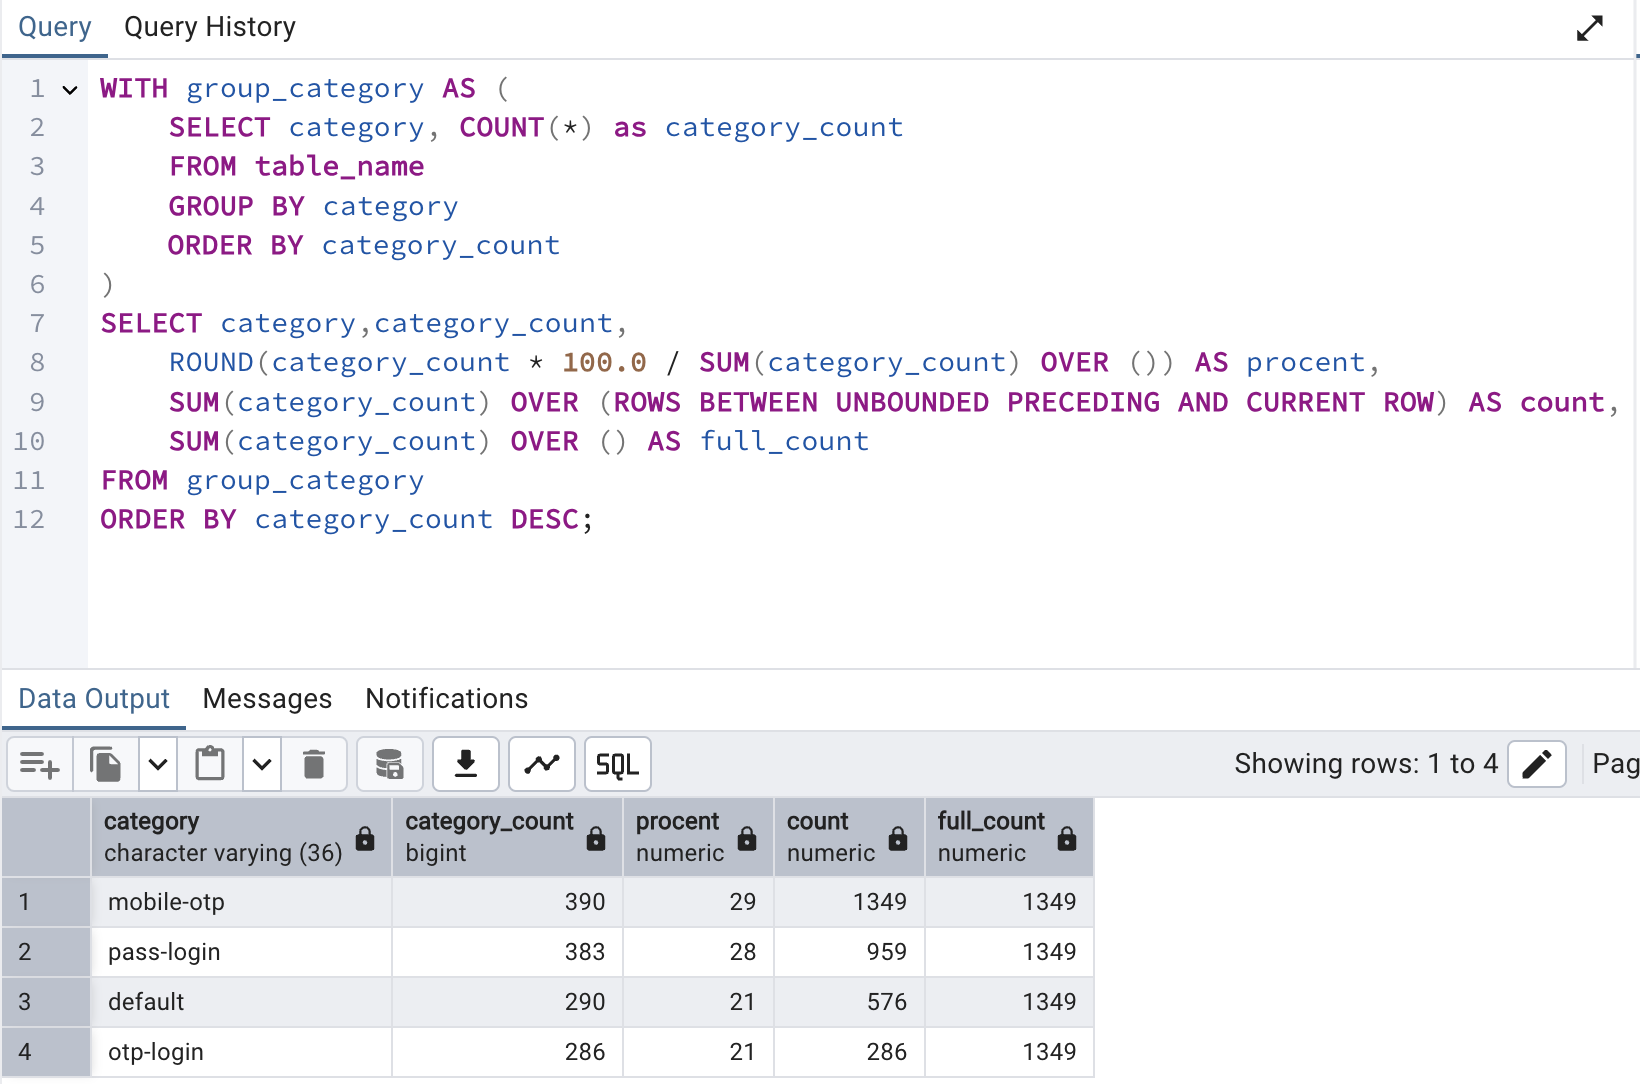 Query Query History
1 WITH group_category AS (
2 SELECT category, COUNT(*) as category_count
3 FROM table_name
4 GROUP BY category
5 ORDER BY category_count
6 )
7 SELECT category,category_count,
8 ROUND(category_count * 100.0 / SUM(category_count) OVER ()) AS procent,
9 SUM(category_count) OVER (ROWS BETWEEN UNBOUNDED PRECEDING AND CURRENT ROW) AS count,
10 SUM(category_count) OVER () AS full_count
11 FROM group_category
12 ORDER BY category_count DESC;
Data Output Messages Notifications
SQL Showing rows: 1 to 4 Pag
category category_count procent count full_count
character varying (36) bigint numeric numeric numeric
1 mobile-otp 390 29 1349 1349
2 pass-login 383 28 959 1349
3 default 290 21 576 1349
4 otp-login 286 21 286 1349